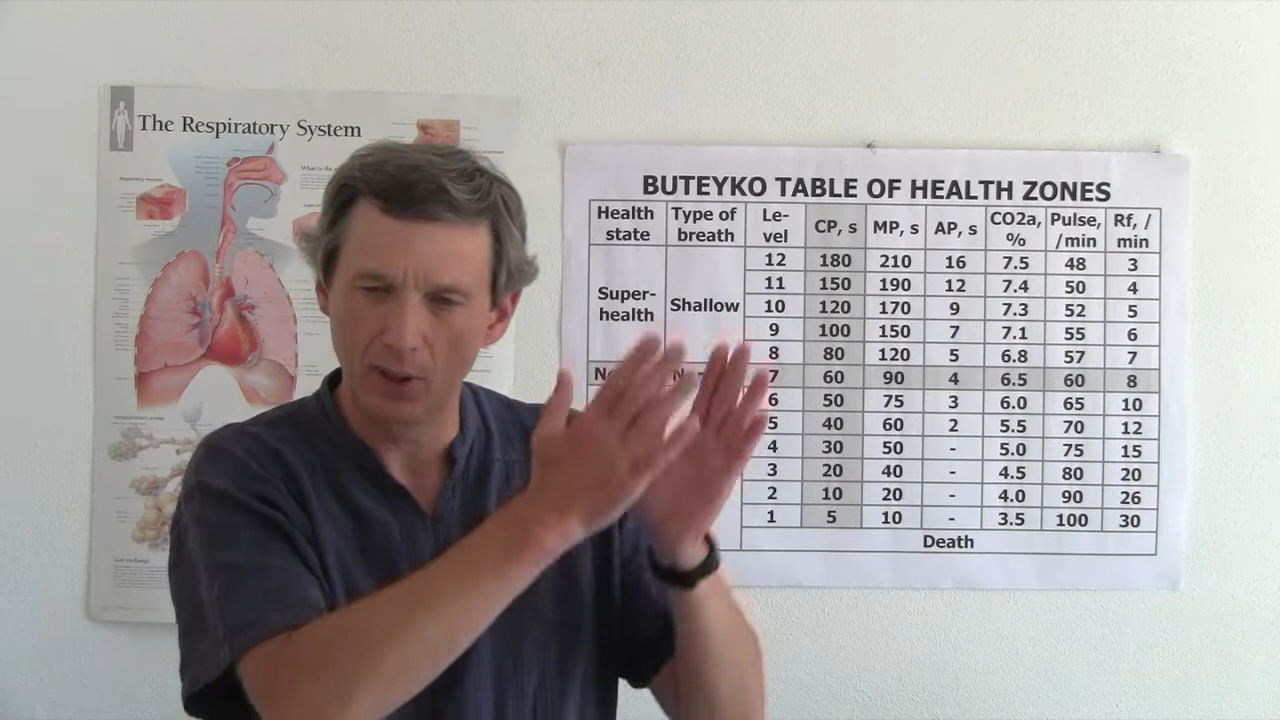 The Respiratory System
BUTEYKO TABLE OF HEALTH ZONES
Health state Type of breath Le-vel CP, s MP, s AP, s CO2a, % Pulse, /min Rf, / min
Super-health Shallow
12 180 210 16 7.5 48 3
11 150 190 12 7.4 50 4
10 120 170 9 7.3 52 5
9 100 150 7 7.1 55 6
8 80 120 5 6.8 57 7
7 60 90 4 6.5 60 8
6 50 75 3 6.0 65 10
5 40 60 2 5.5 70 12
4 30 50 - 5.0 75 15
3 20 40 - 4.5 80 20
2 10 20 - 4.0 90 26
1 5 10 - 3.5 100 30
Death